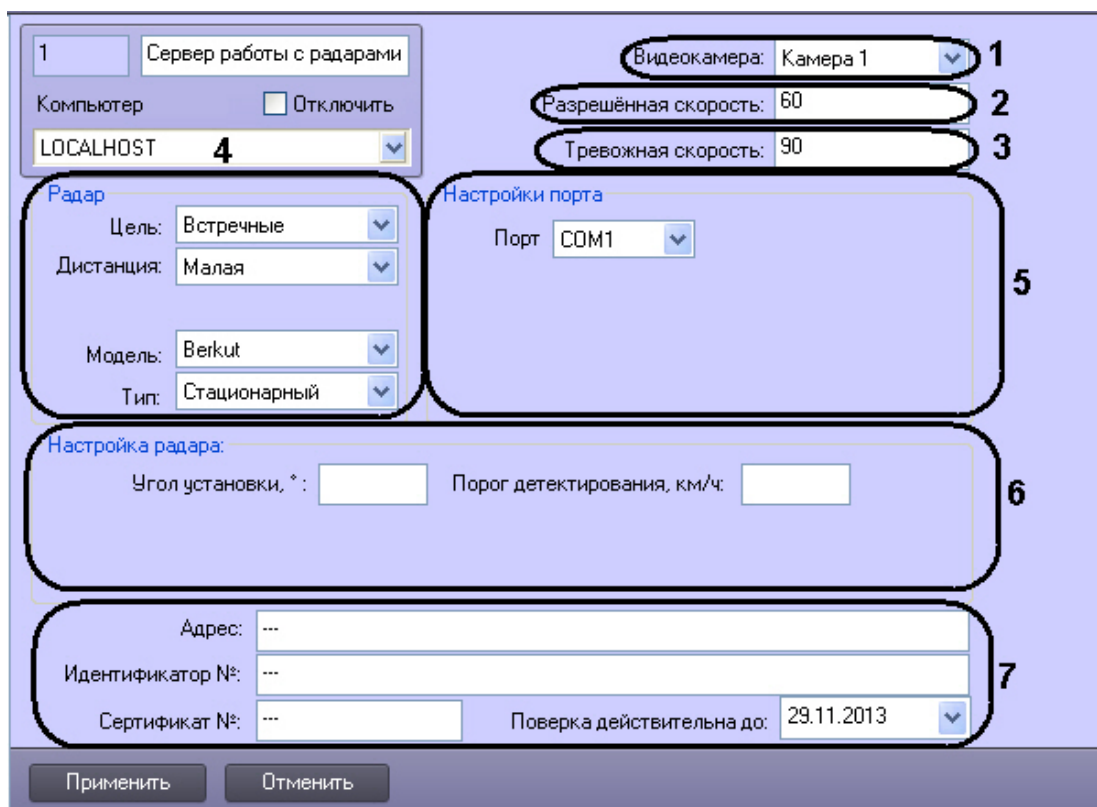 1 Сервер работы с радарами
Компьютер Отключить
LOCALHOST 4
Видеокамера: Камера 1 1
Разрешённая скорость: 60 2
Тревожная скорость: 90 3
Радар
Цель: Встречные
Дистанция: Малая
Модель: Berkut
Тип: Стационарный
Настройки порта
Порт COM1
5
Настройка радара:
Угол установки, °: Порог детектирования, км/ч:
6
Адрес: ---
Идентификатор №: ---
7
Сертификат №: --- Поверка действительна до: 29.11.2013
Применить Отменить